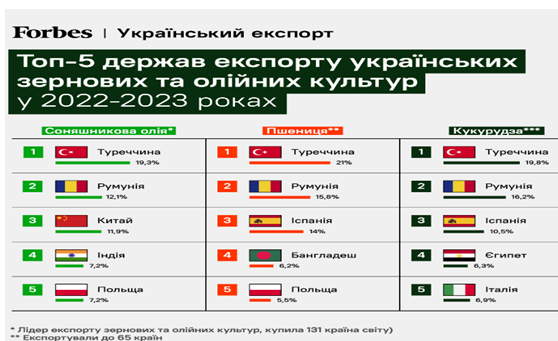 Forbes | Український експорт
Топ-5 держав експорту українських
зернових та олійних культур
у 2022-2023 роках
Соняшникова олія*
1 Туреччина
19,3%
2 Румунія
12,1%
3 Китай
11,9%
4 Індія
7,2%
5 Польща
7,2%
Пшениця**
1 Туреччина
21%
2 Румунія
15,8%
3 Іспанія
14%
4 Бангладеш
6,2%
5 Польща
5,5%
Кукурудза***
1 Туреччина
19,8%
2 Румунія
16,2%
3 Іспанія
10,5%
4 Єгипет
6,3%
5 Італія
6,9%
* Лідер експорту зернових та олійних культур, купила 131 країна світу)
** Експортували до 65 країн